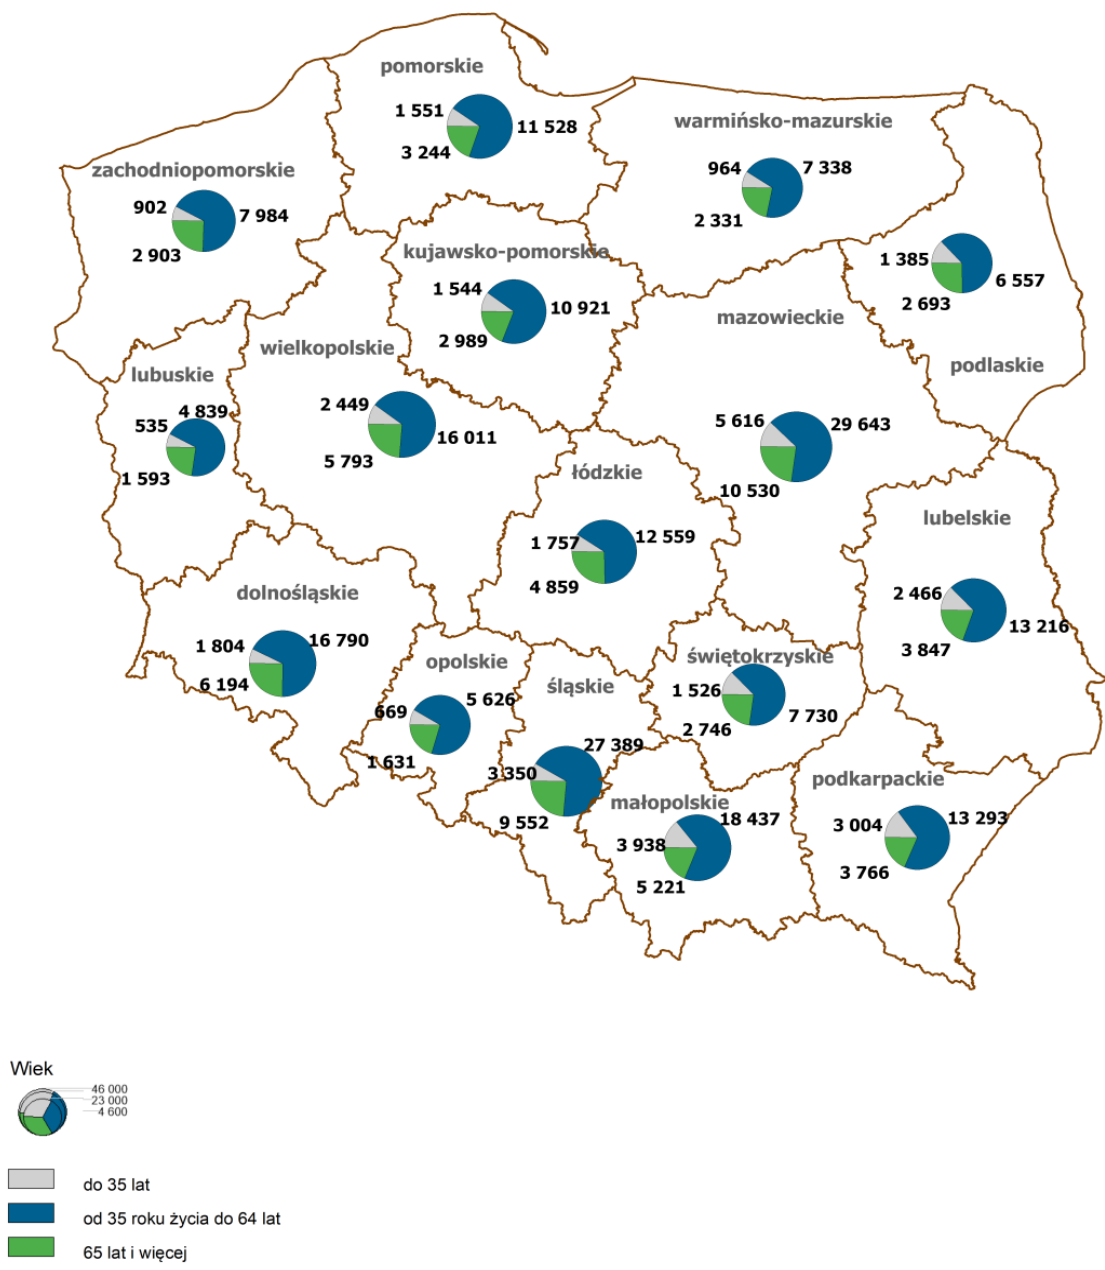 pomorskie
1 551
11 528
3 244
warmińsko-mazurskie
964
7 338
2 331
zachodniopomorskie
902
7 984
2 903
kujawsko-pomorskie
1 544
10 921
2 989
1 385
6 557
2 693
podlaskie
mazowieckie
5 616
29 643
10 530
wielkopolskie
2 449
16 011
5 793
lubuskie
4 839
535
1 593
łódzkie
1 757
12 559
4 859
lubelskie
2 466
13 216
3 847
dolnośląskie
1 804
16 790
6 194
opolskie
669
5 626
1 631
śląskie
27 389
3 350
9 552
świętokrzyskie
1 526
7 730
2 746
małopolskie
18 437
3 938
5 221
podkarpackie
3 004
13 293
3 766
Wiek
46 000
23 000
4 600
do 35 lat
od 35 roku życia do 64 lat
65 lat i więcej